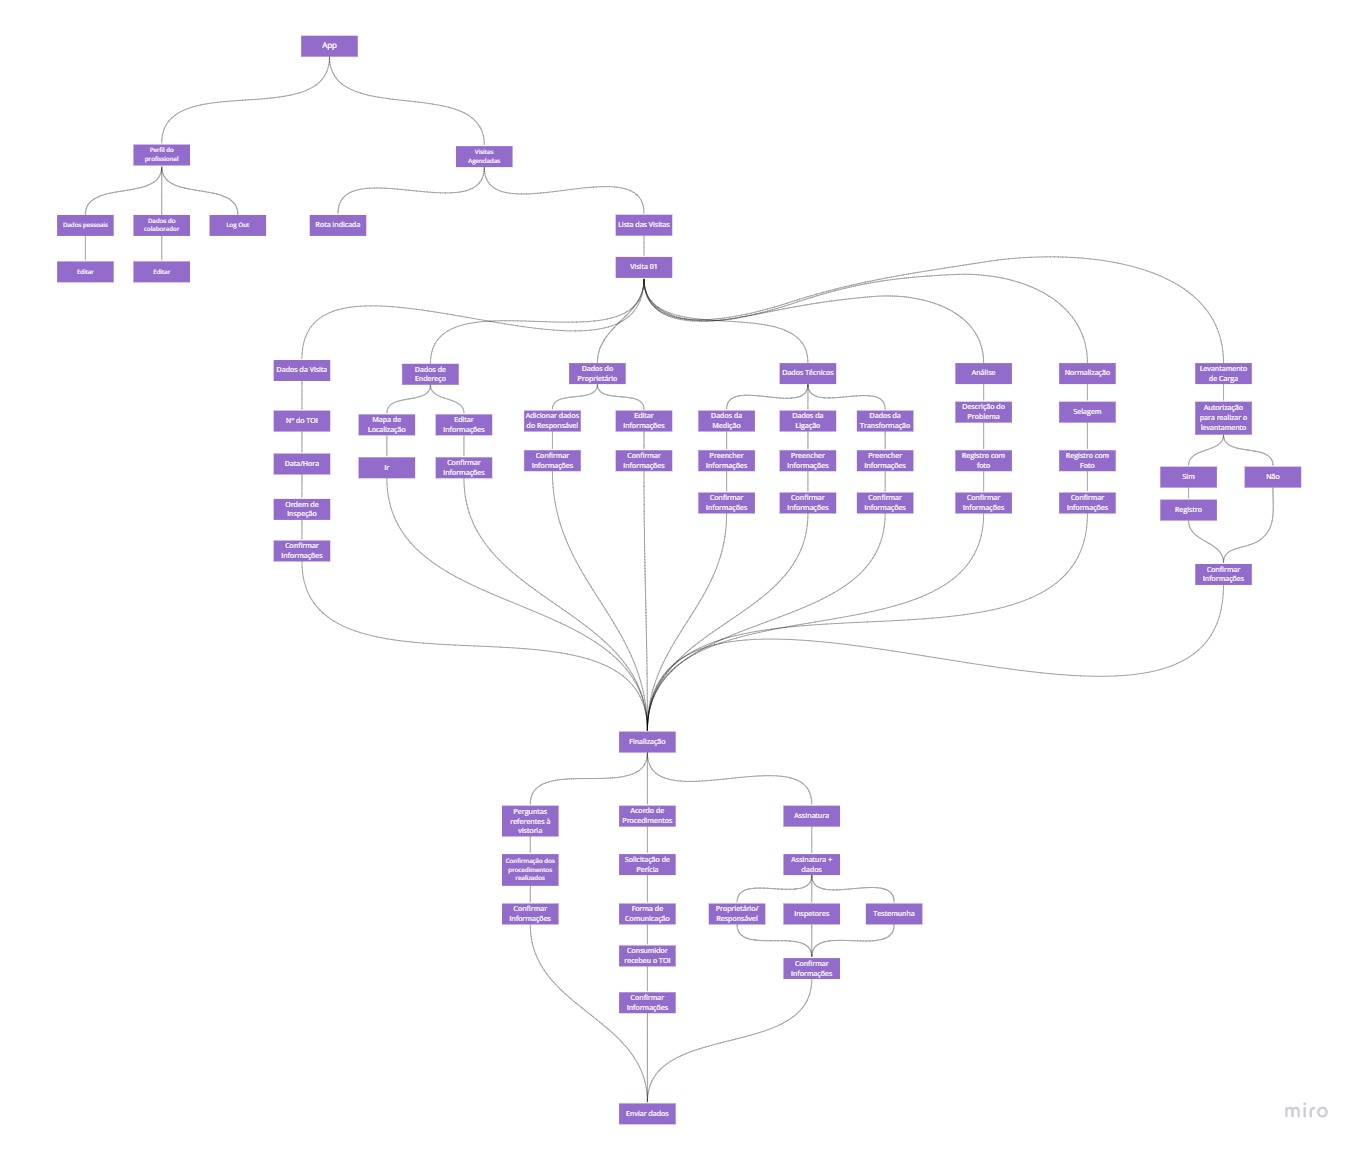 App
Perfil do
profissional
Visitas
Agendadas
Dados pessoais
Dados do
colaborador
Log Out
Rota Indicada
Lista das Visitas
Editar
Editar
Visita 01
Dados da Visita
Dados de
Endereço
Dados do
Proprietário
Dados Técnicos
Análise
Normalização
Levantamento
de Carga
Nº do TOI
Mapa de
Localização
Editar
Informações
Adicionar dados
do Responsável
Editar
Informações
Dados da
Medição
Dados da
Ligação
Dados da
Transformação
Descrição do
Problema
Selagem
Autorização
para realizar o
levantamento
Data/Hora
Ir
Confirmar
Informações
Confirmar
Informações
Confirmar
Informações
Preencher
Informações
Preencher
Informações
Preencher
Informações
Registro com
foto
Registro com
Foto
Sim
Não
Ordem de
Inspeção
Confirmar
Informações
Confirmar
Informações
Confirmar
Informações
Confirmar
Informações
Confirmar
Informações
Registro
Confirmar
Informações
Confirmar
Informações
Finalização
Perguntas
referentes à
vistoria
Acordo de
Procedimentos
Assinatura
Confirmação dos
procedimentos
realizados
Solicitação de
Perícia
Assinatura +
dados
Confirmar
Informações
Forma de
Comunicação
Proprietário/
Responsável
Inspetores
Testemunha
Consumidor
recebeu o TOI
Confirmar
Informações
Confirmar
Informações
Enviar dados
miro